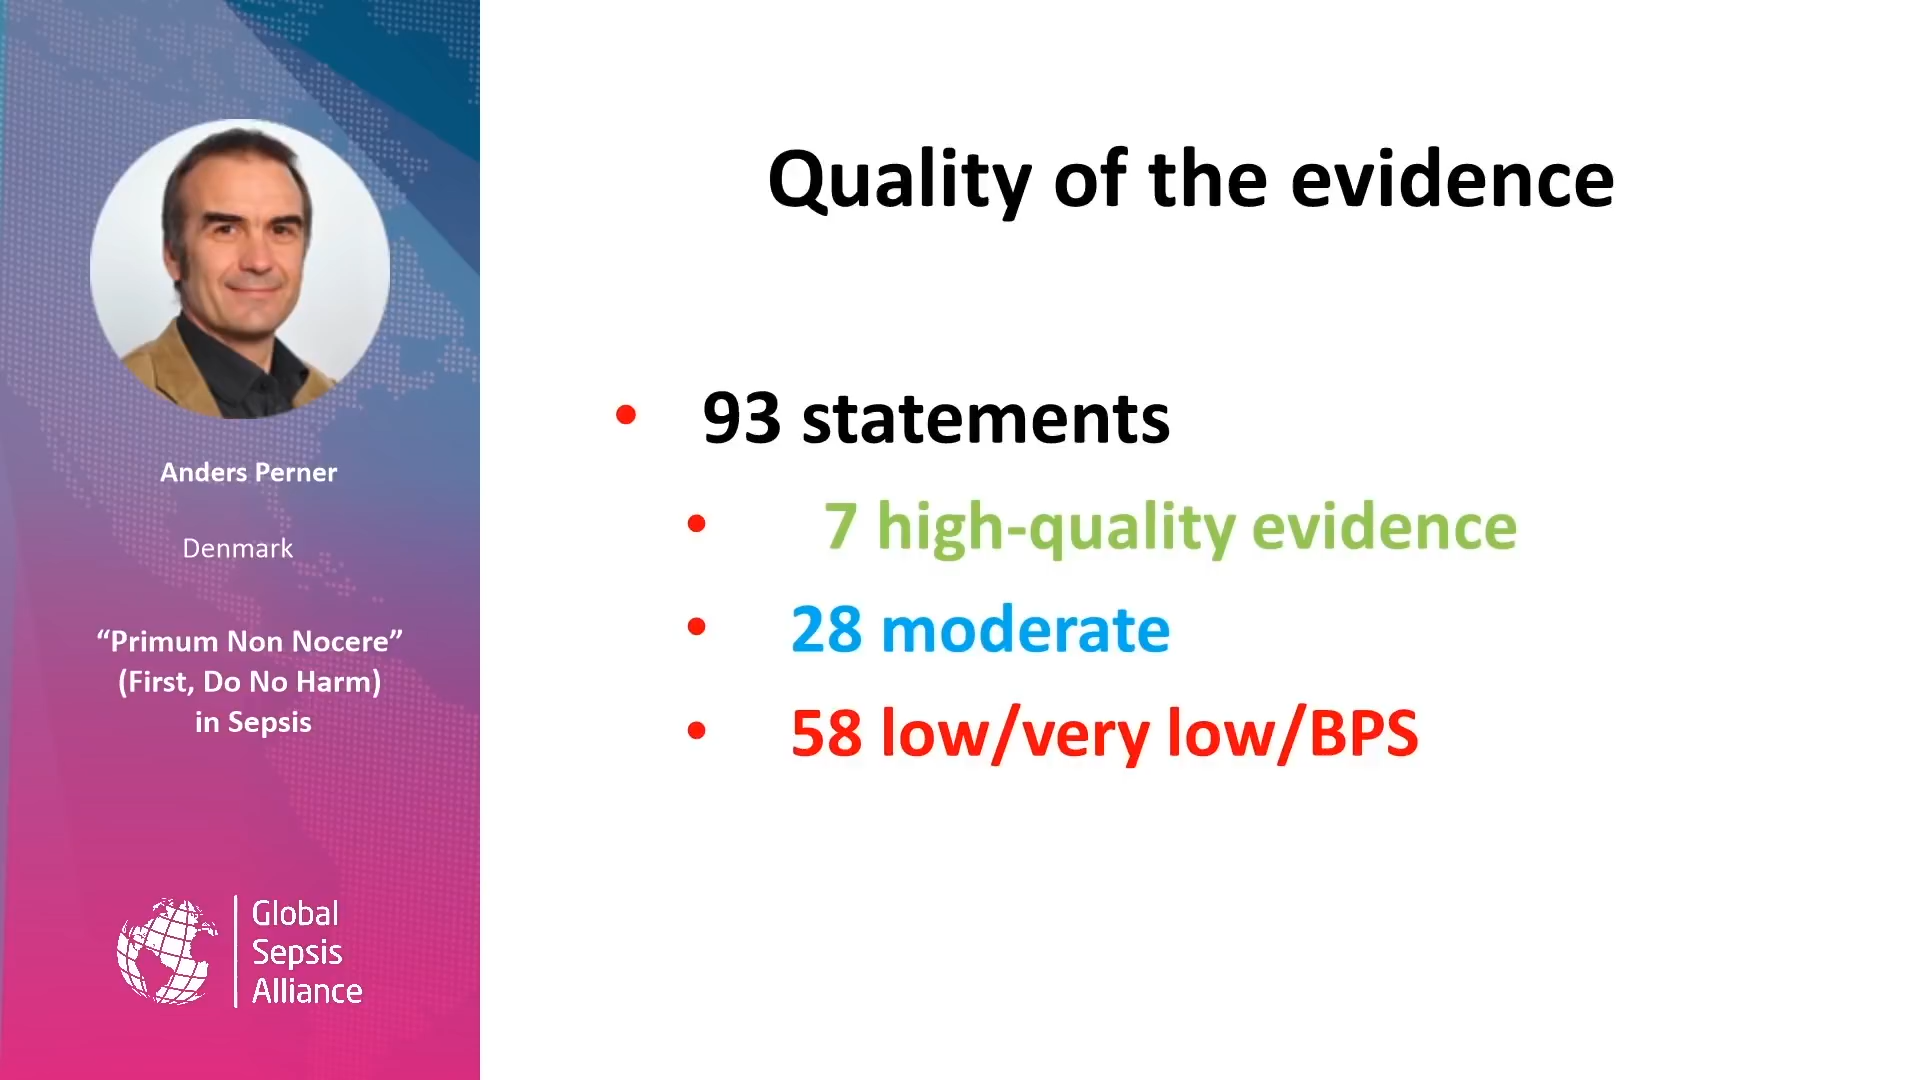 Anders Perner
Denmark
“Primum Non Nocere”
(First, Do No Harm)
in Sepsis
Global
Sepsis
Alliance
Quality of the evidence
• 93 statements
• 7 high-quality evidence
• 28 moderate
• 58 low/very low/BPS